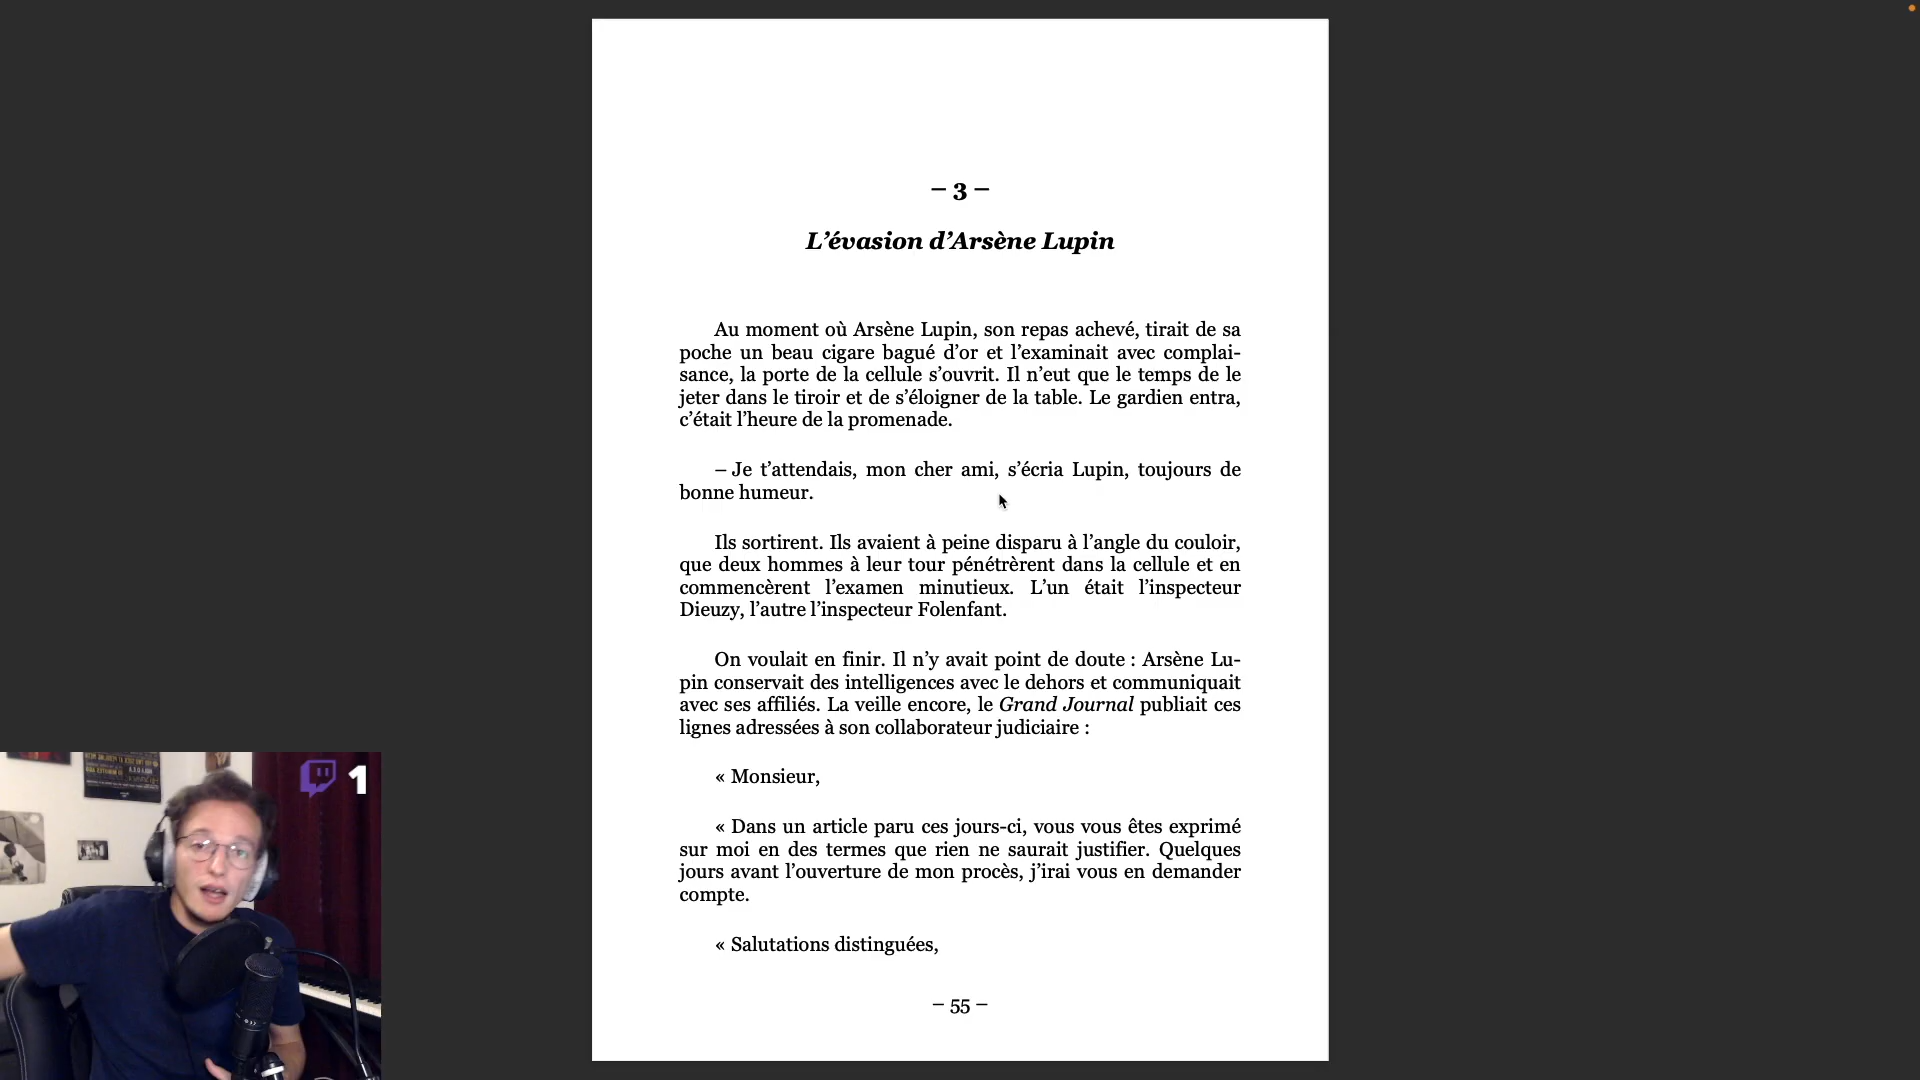 – 3 –
L’évasion d’Arsène Lupin
Au moment où Arsène Lupin, son repas achevé, tirait de sa
poche un beau cigare bagué d’or et l’examinait avec complai-
sance, la porte de la cellule s’ouvrit. Il n’eut que le temps de le
jeter dans le tiroir et de s’éloigner de la table. Le gardien entra,
c’était l’heure de la promenade.
– Je t’attendais, mon cher ami, s’écria Lupin, toujours de
bonne humeur.
Ils sortirent. Ils avaient à peine disparu à l’angle du couloir,
que deux hommes à leur tour pénétrèrent dans la cellule et en
commencèrent l’examen minutieux. L’un était l’inspecteur
Dieuzy, l’autre l’inspecteur Folenfant.
On voulait en finir. Il n’y avait point de doute : Arsène Lu-
pin conservait des intelligences avec le dehors et communiquait
avec ses affiliés. La veille encore, le Grand Journal publiait ces
lignes adressées à son collaborateur judiciaire :
« Monsieur,
« Dans un article paru ces jours-ci, vous vous êtes exprimé
sur moi en des termes que rien ne saurait justifier. Quelques
jours avant l’ouverture de mon procès, j’irai vous en demander
compte.
« Salutations distinguées,
– 55 –
1